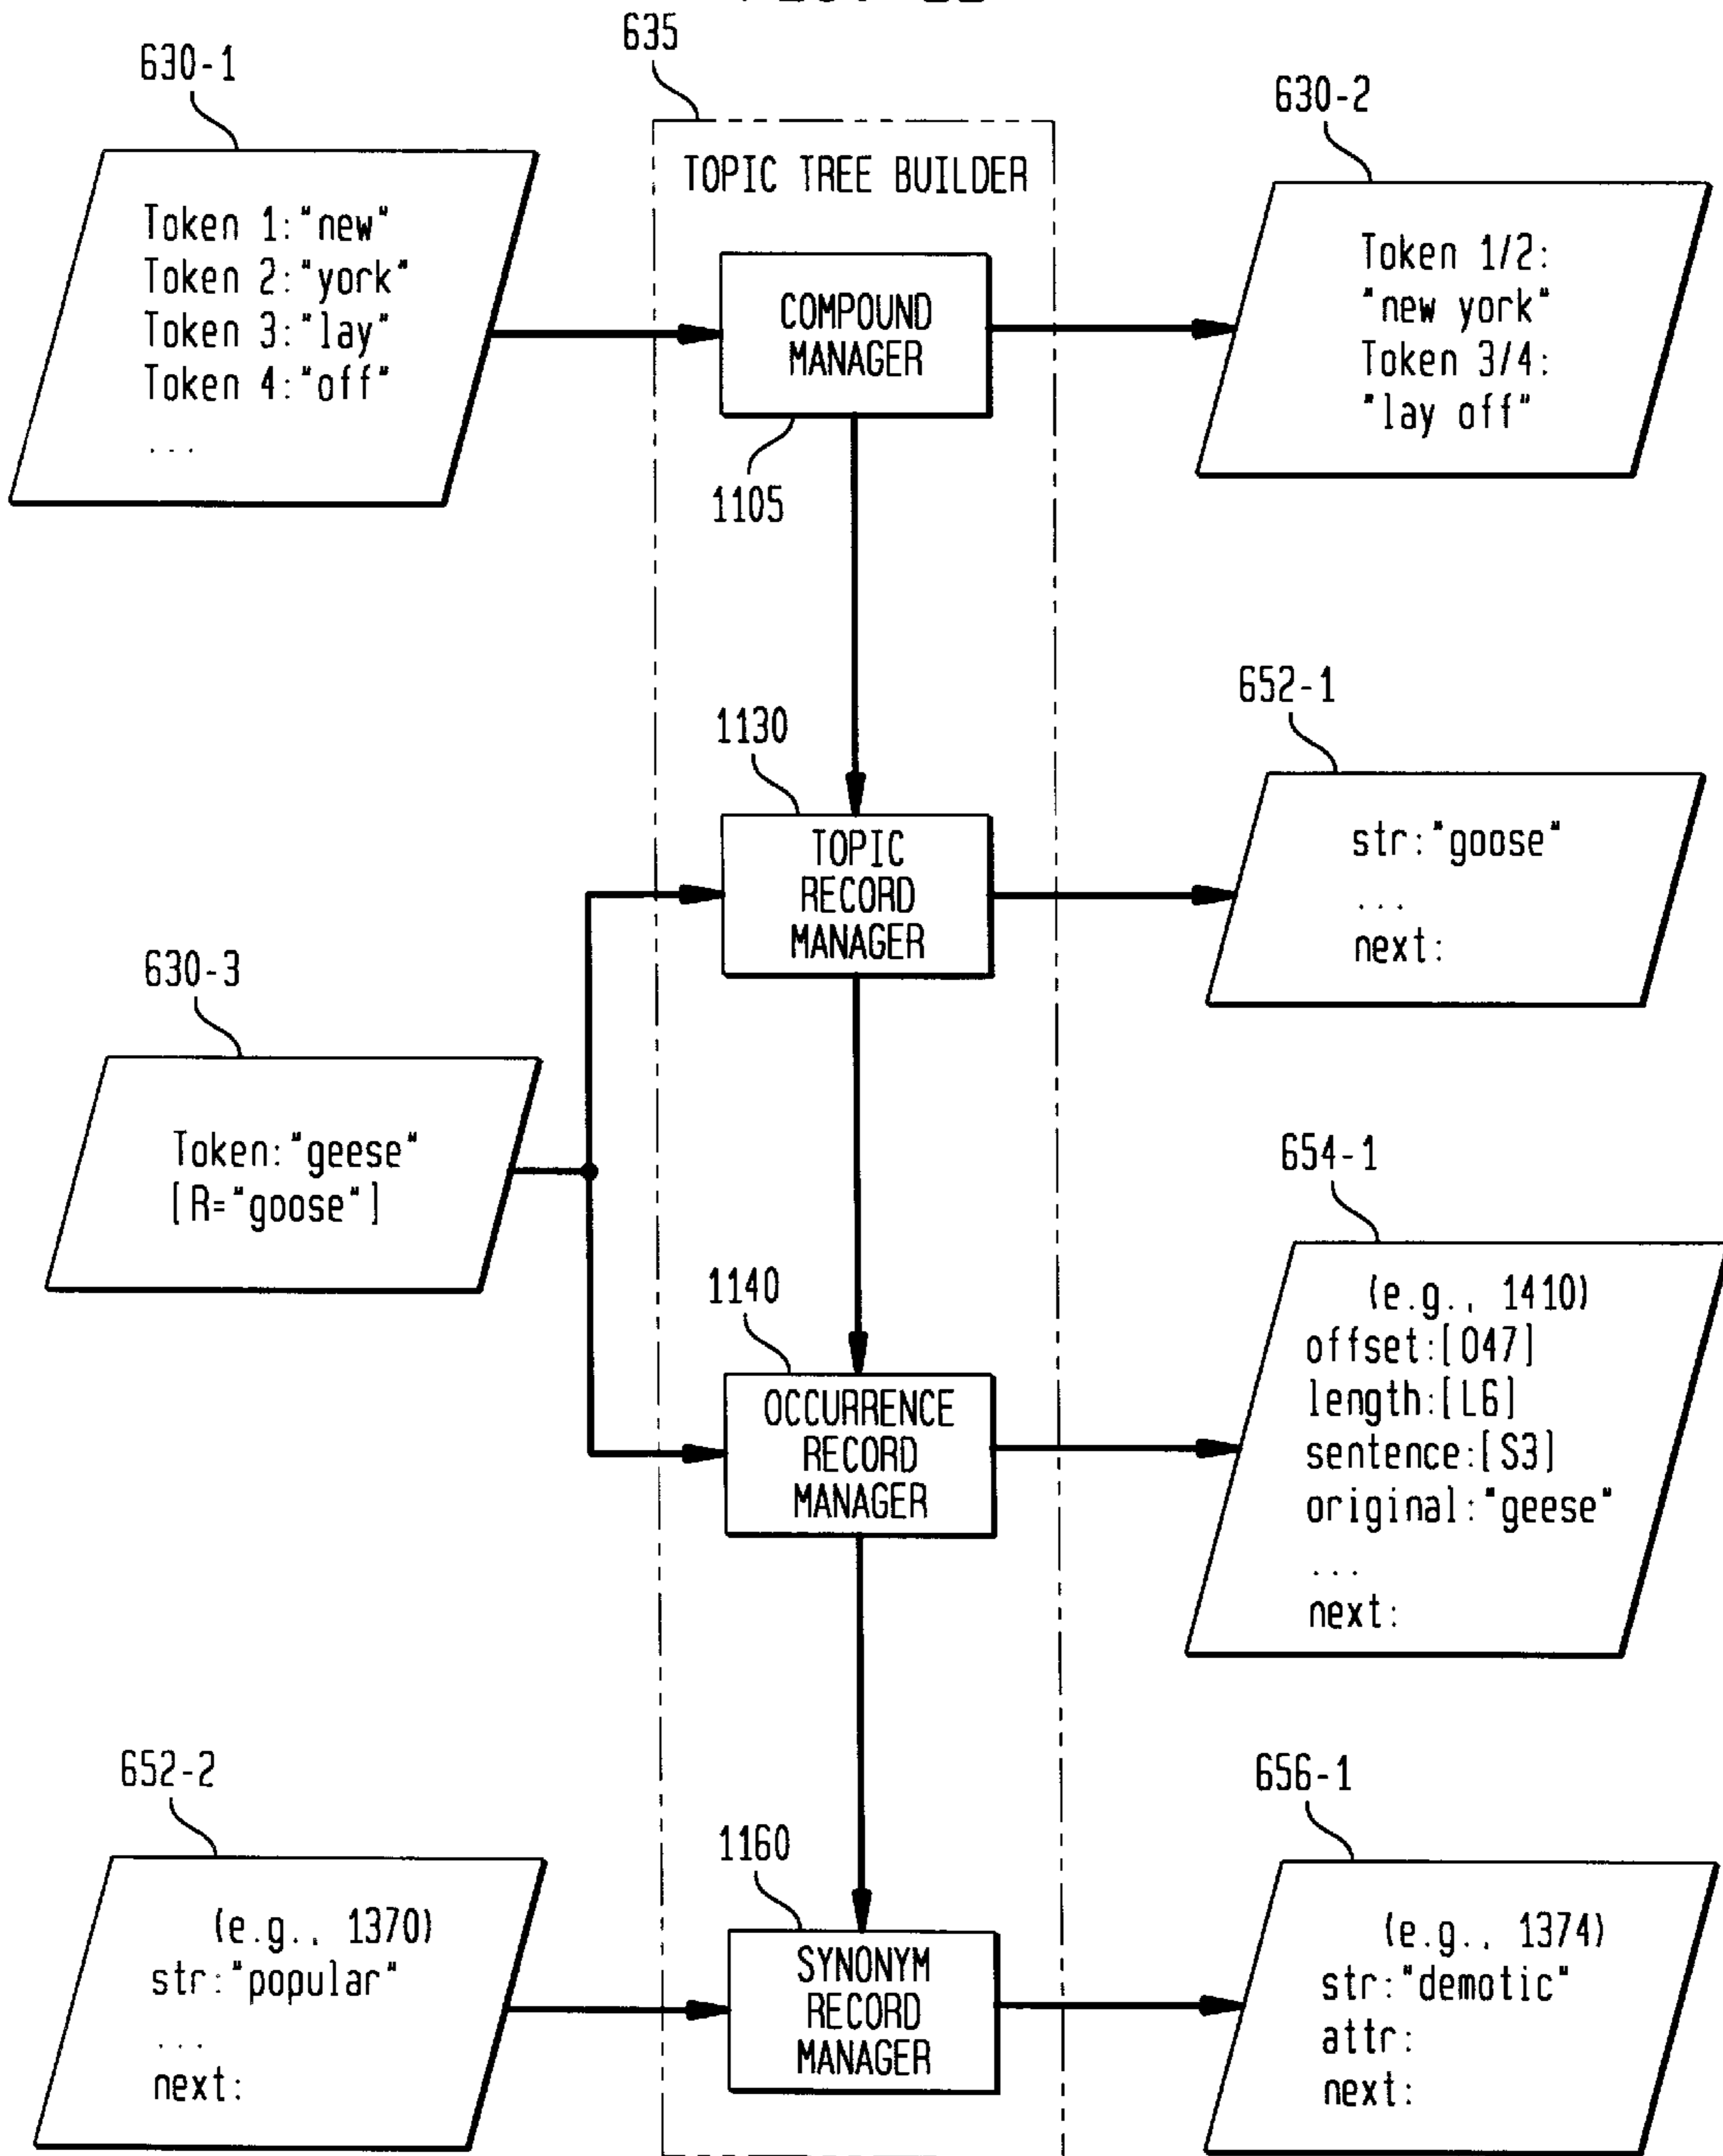 635
630-1
630-2
TOPIC TREE BUILDER
Token 1:"new"
Token 2:"york"
Token 3:"lay"
Token 4:"off"
...
COMPOUND
MANAGER
Token 1/2:
"new york"
Token 3/4:
"lay off"
1105
652-1
1130
TOPIC
RECORD
MANAGER
str:"goose"
...
next:
630-3
Token:"geese"
[R="goose"]
654-1
1140
OCCURRENCE
RECORD
MANAGER
(e.g., 1410)
offset:[O47]
length:[L6]
sentence:[S3]
original:"geese"
...
next:
652-2
656-1
1160
(e.g., 1370)
str:"popular"
...
next:
SYNONYM
RECORD
MANAGER
(e.g., 1374)
str:"demotic"
attr:
next: